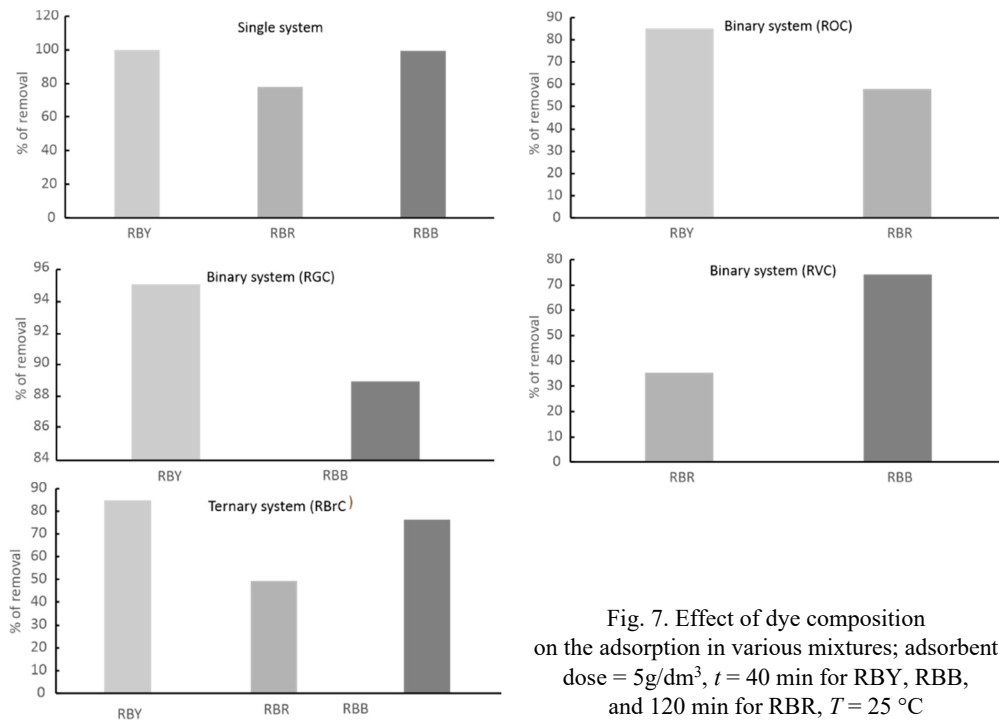 Single system
% of removal
120
100
80
60
40
20
0
RBY RBR RBB
Binary system (ROC)
% of removal
90
80
70
60
50
40
30
20
10
0
RBY RBR
Binary system (RGC)
% of removal
96
94
92
90
88
86
84
RBY RBB
Binary system (RVC)
% of removal
80
70
60
50
40
30
20
10
0
RBR RBB
Ternary system (RBrC)
% of removal
90
80
70
60
50
40
30
20
10
0
RBY RBR RBB
Fig. 7. Effect of dye composition
on the adsorption in various mixtures; adsorbent
dose = 5g/dm³, t = 40 min for RBY, RBB,
and 120 min for RBR, T = 25 °C